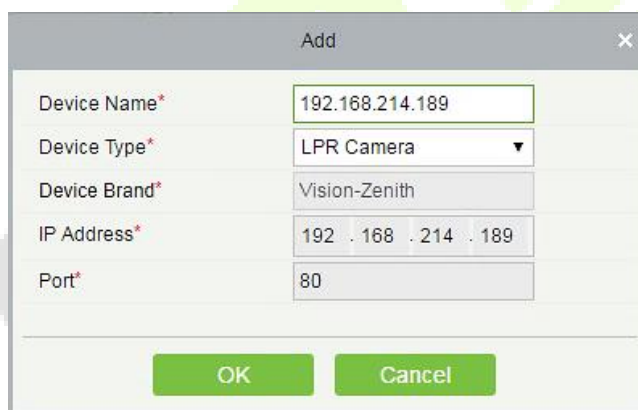 Add
Device Name* 192.168.214.189
Device Type* LPR Camera
Device Brand* Vision-Zenith
IP Address* 192 . 168 . 214 . 189
Port* 80
OK Cancel